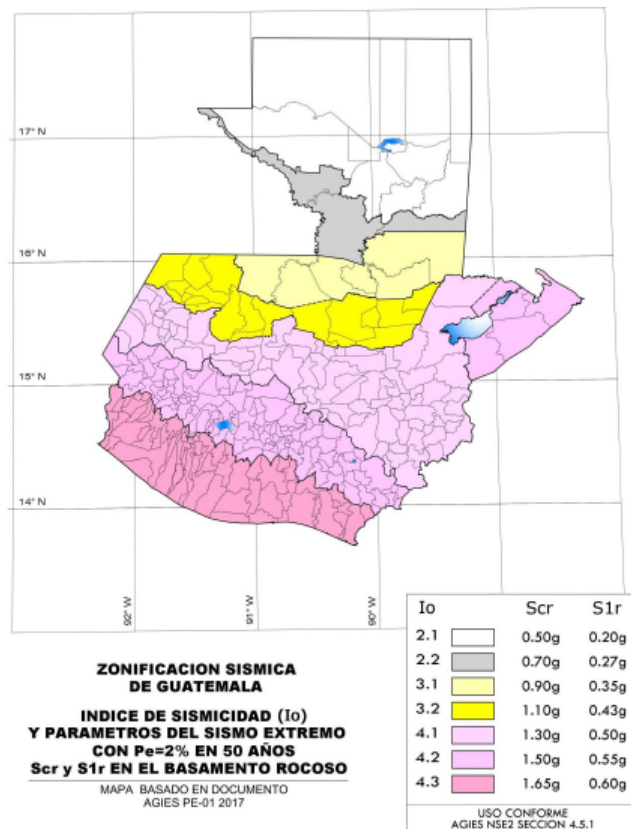 17° N
16° N
15° N
14° N
92° W
91° W
90° W
Io Scr S1r
2.1 0.50g 0.20g
2.2 0.70g 0.27g
3.1 0.90g 0.35g
3.2 1.10g 0.43g
4.1 1.30g 0.50g
4.2 1.50g 0.55g
4.3 1.65g 0.60g
USO CONFORME
AGIES NSE2 SECCION 4.5.1
ZONIFICACION SISMICA
DE GUATEMALA
INDICE DE SISMICIDAD (Io)
Y PARAMETROS DEL SISMO EXTREMO
CON Pe=2% EN 50 AÑOS
Scr y S1r EN EL BASAMENTO ROCOSO
MAPA BASADO EN DOCUMENTO
AGIES PE-01 2017